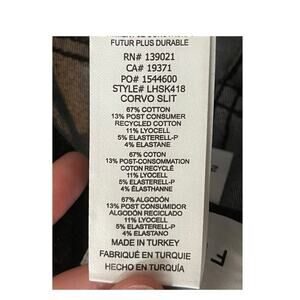 FUTUR PLUS DURABLE
RN# 139021
CA# 19371
PO# 1544600
STYLE# LHSK418
CORVO SLIT
67% COTTON
13% POST CONSUMER
RECYCLED COTTON
11% LYOCELL
5% ELASTERELL-P
4% ELASTANE
67% COTON
13% POST-CONSOMMATION
COTON RECYCLÉ
11% LYOCELL
5% ELASTERELL-P
4% ÉLASTHANNE
67% ALGODÓN
13% POST CONSUMIDOR
ALGODÓN RECICLADO
11% LYOCELL
5% ELASTERELL-P
4% ELASTANO
MADE IN TURKEY
FABRIQUÉ EN TURQUIE
HECHO EN TURQUÍA
F